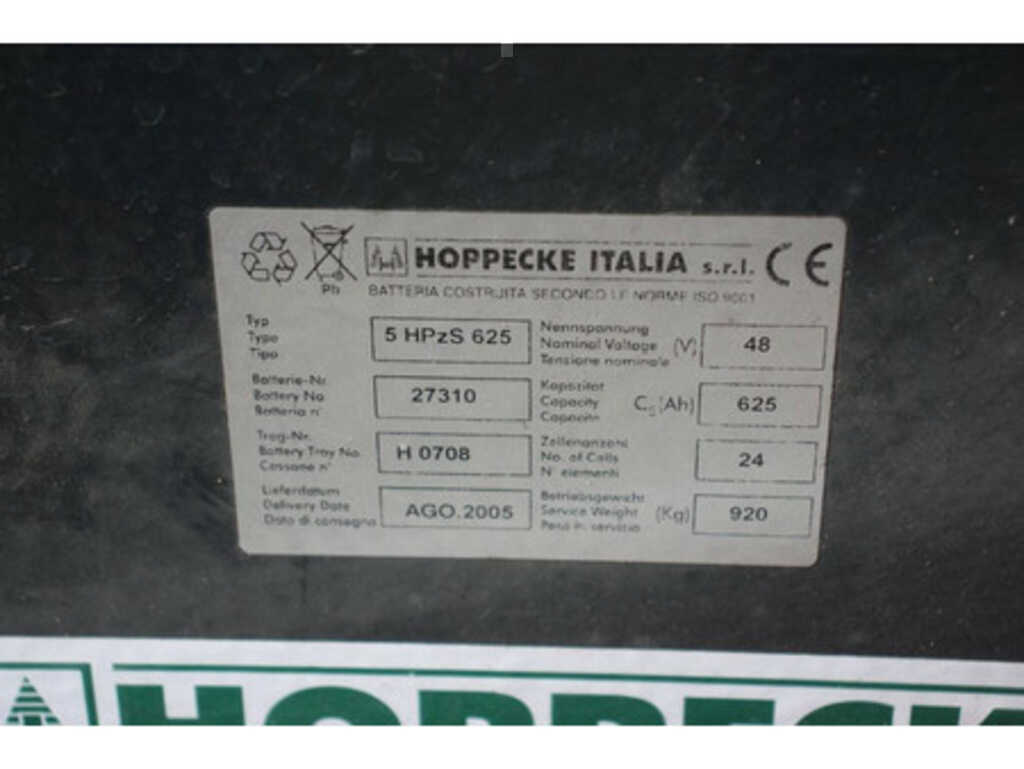 HOPPECKE ITALIA s.r.l. CE
Pb
BATTERIA COSTRUITA SECONDO LE NORME ISO 9001
Typ
Type
Tipo
5 HPzS 625
Nennspannung
Nominal Voltage (V)
Tensione nominale
48
Batterie-Nr.
Battery No
Batteria n°
27310
Kapazität
Capacity C5 (Ah)
Capacità
625
Trog-Nr.
Battery Tray No.
Cassone n°
H 0708
Zellenanzahl
No. of Cells
N° elementi
24
Lieferdatum
Delivery Date
Data di consegna
AGO.2005
Betriebsgewicht
Service Weight (Kg)
Peso in servizio
920
HOPPECK